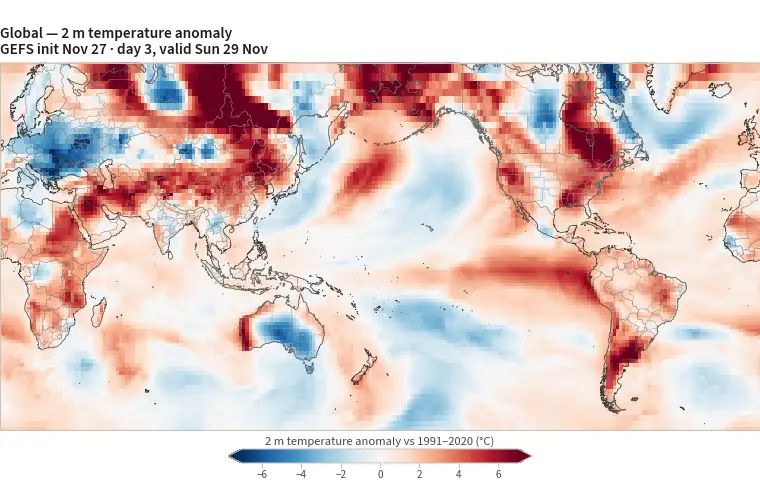 Global — 2 m temperature anomaly
GEFS init Nov 27 · day 3, valid Sun 29 Nov
2 m temperature anomaly vs 1991–2020 (°C)
−6 −4 −2 0 2 4 6